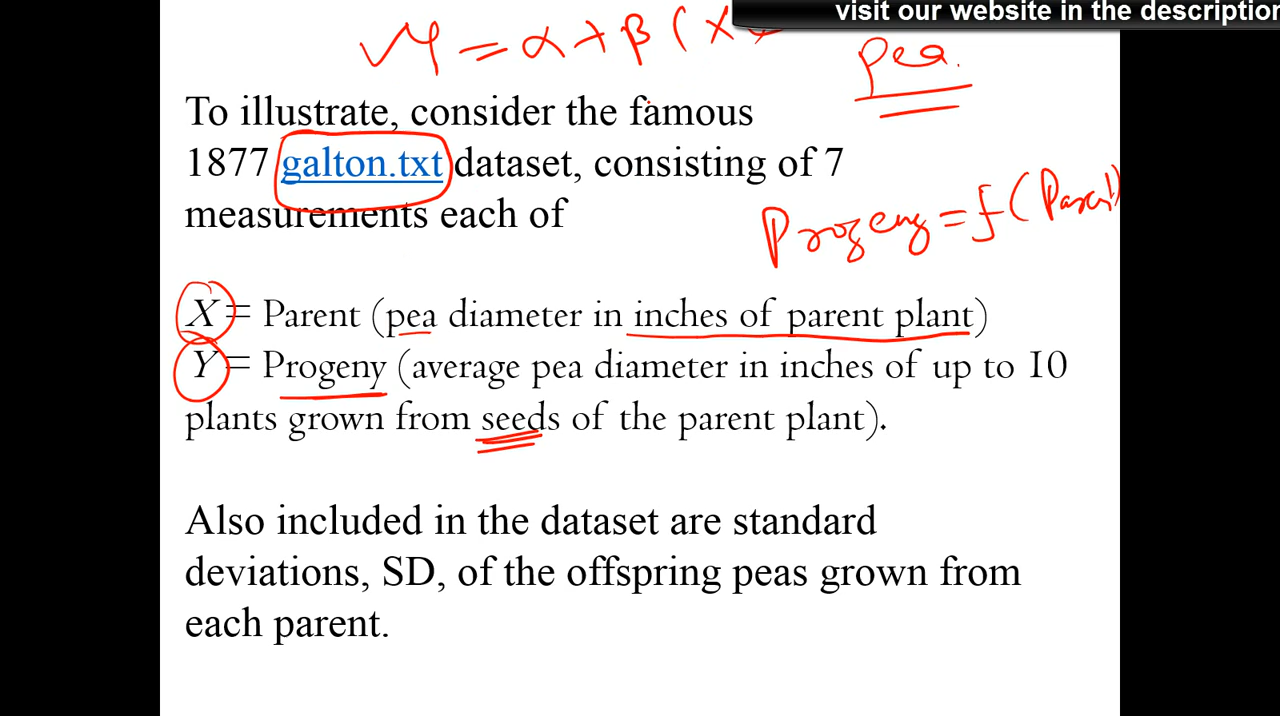 visit our website in the description
Y = α + β ( X
pea.
To illustrate, consider the famous
1877 galton.txt dataset, consisting of 7
measurements each of
Progeny = f ( Parent )
X = Parent (pea diameter in inches of parent plant)
Y = Progeny (average pea diameter in inches of up to 10
plants grown from seeds of the parent plant).
Also included in the dataset are standard
deviations, SD, of the offspring peas grown from
each parent.